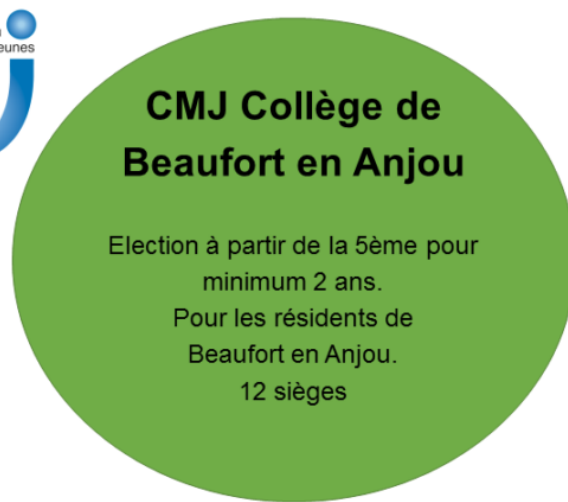 eunes
CMJ Collège de
Beaufort en Anjou
Election à partir de la 5ème pour
minimum 2 ans.
Pour les résidents de
Beaufort en Anjou.
12 sièges